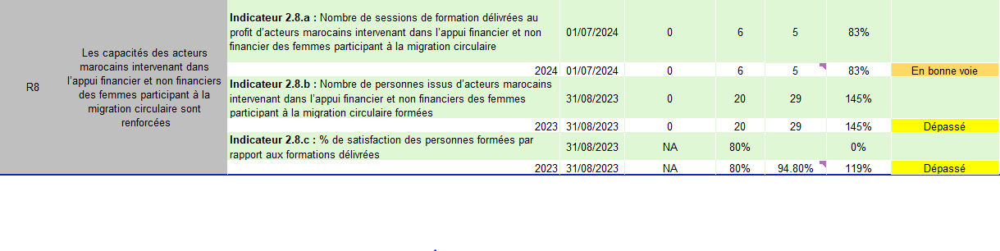 R8
Les capacités des acteurs
marocains intervenant dans
l'appui financier et non financiers
des femmes participant à la
migration circulaire sont
renforcées
Indicateur 2.8.a : Nombre de sessions de formation délivrées au
profit d'acteurs marocains intervenant dans l'appui financier et non
financier des femmes participant à la migration circulaire
01/07/2024 0 6 5 83%
2024 01/07/2024 0 6 5 83% En bonne voie
Indicateur 2.8.b : Nombre de personnes issus d'acteurs marocains
intervenant dans l'appui financier et non financiers des femmes
participant à la migration circulaire formées
31/08/2023 0 20 29 145%
2023 31/08/2023 0 20 29 145% Dépassé
Indicateur 2.8.c : % de satisfaction des personnes formées par
rapport aux formations délivrées
31/08/2023 NA 80% 0%
2023 31/08/2023 NA 80% 94.80% 119% Dépassé